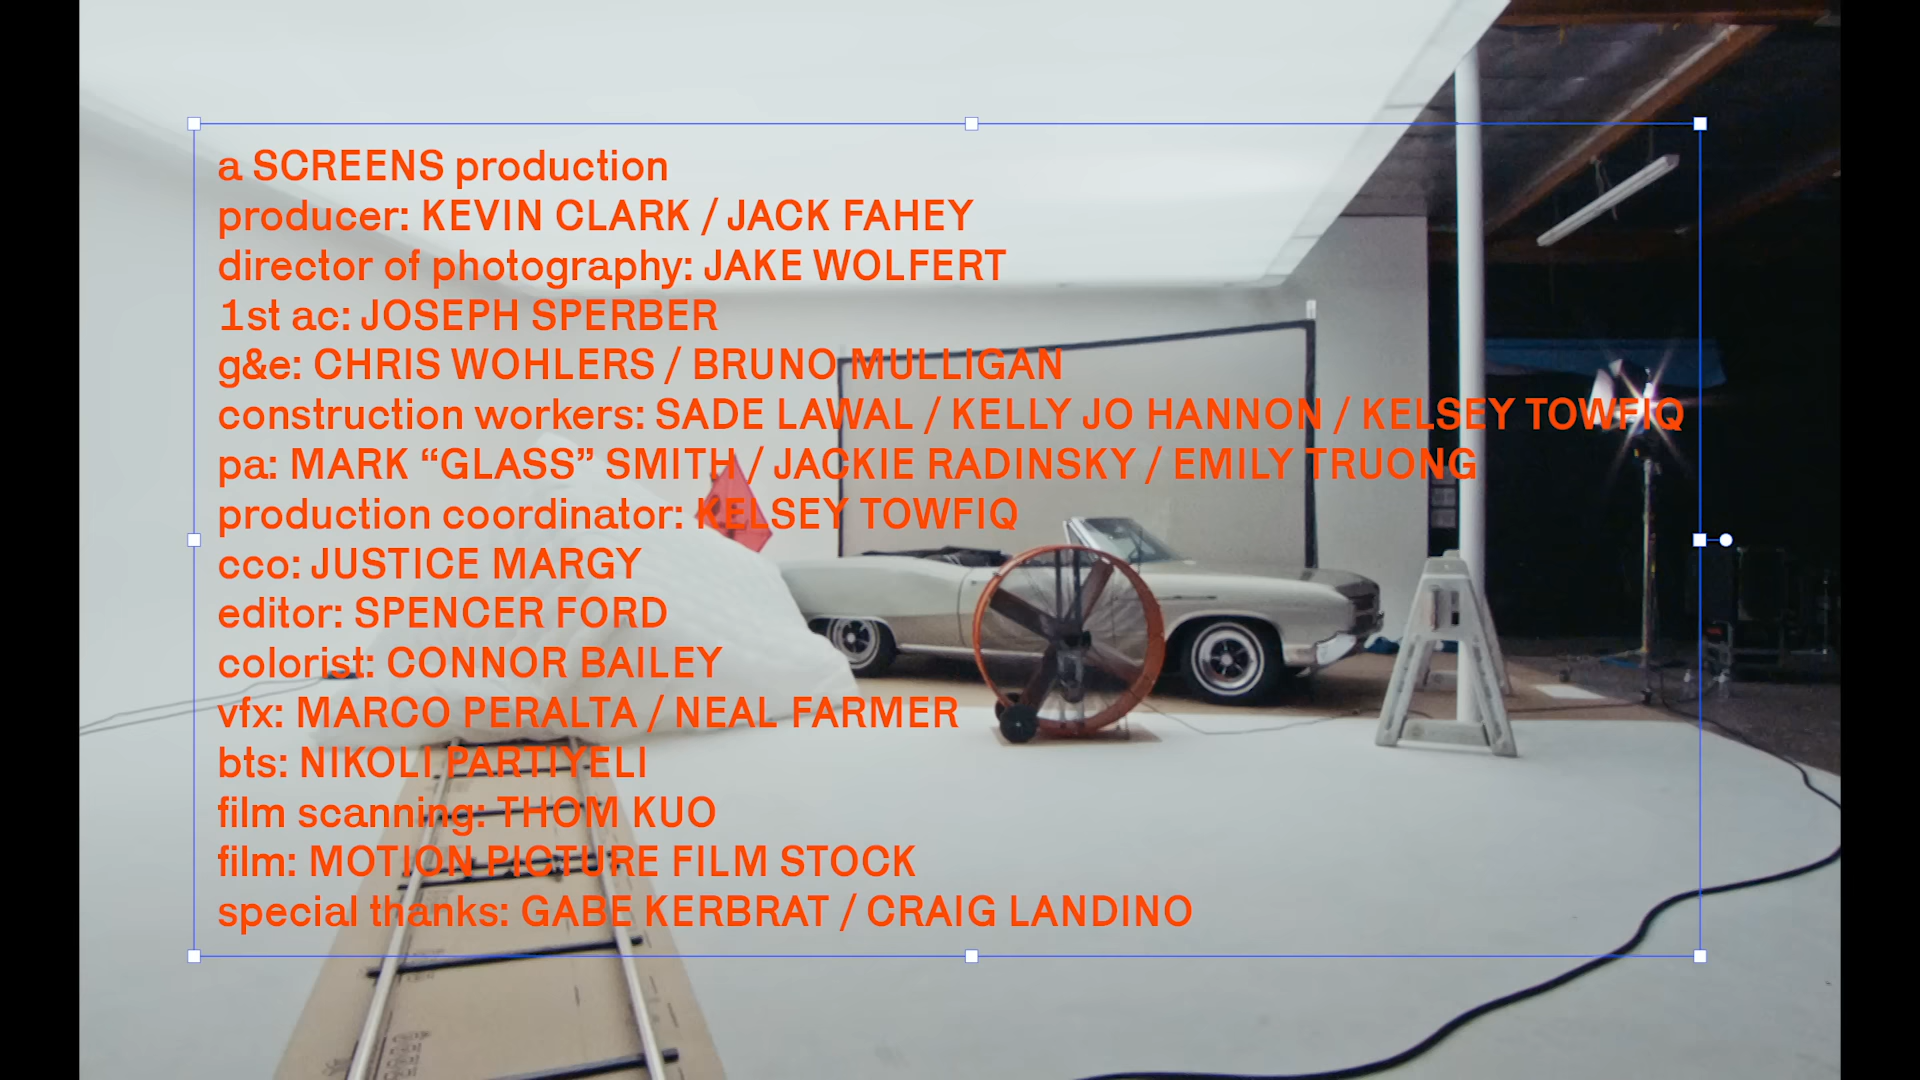 a SCREENS production
producer: KEVIN CLARK / JACK FAHEY
director of photography: JAKE WOLFERT
1st ac: JOSEPH SPERBER
g&e: CHRIS WOHLERS / BRUNO MULLIGAN
construction workers: SADE LAWAL / KELLY JO HANNON / KELSEY TOWFIQ
pa: MARK “GLASS” SMITH / JACKIE RADINSKY / EMILY TRUONG
production coordinator: KELSEY TOWFIQ
cco: JUSTICE MARGY
editor: SPENCER FORD
colorist: CONNOR BAILEY
vfx: MARCO PERALTA / NEAL FARMER
bts: NIKOLI PARTIYELI
film scanning: THOM KUO
film: MOTION PICTURE FILM STOCK
special thanks: GABE KERBRAT / CRAIG LANDINO